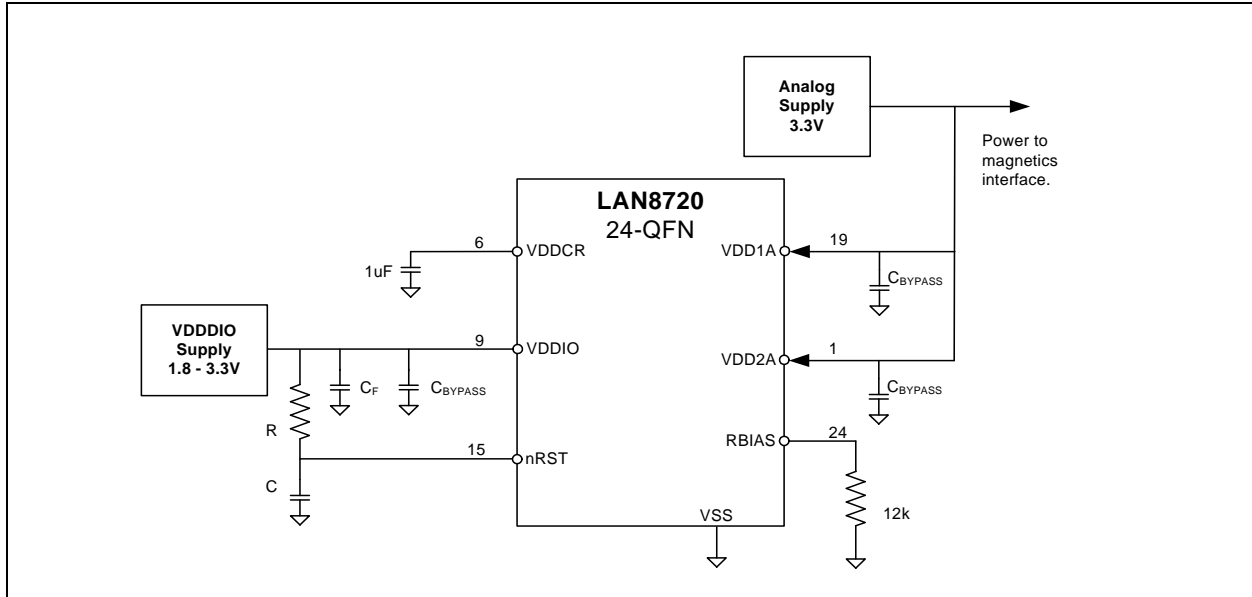 Analog
Supply
3.3V
Power to
magnetics
interface.
LAN8720
24-QFN
6
VDDCR
VDD1A
19
1uF
CBYPASS
VDDDIO
Supply
1.8 - 3.3V
9
VDDIO
VDD2A
1
CF
CBYPASS
CBYPASS
R
RBIAS
24
15
nRST
C
12k
VSS